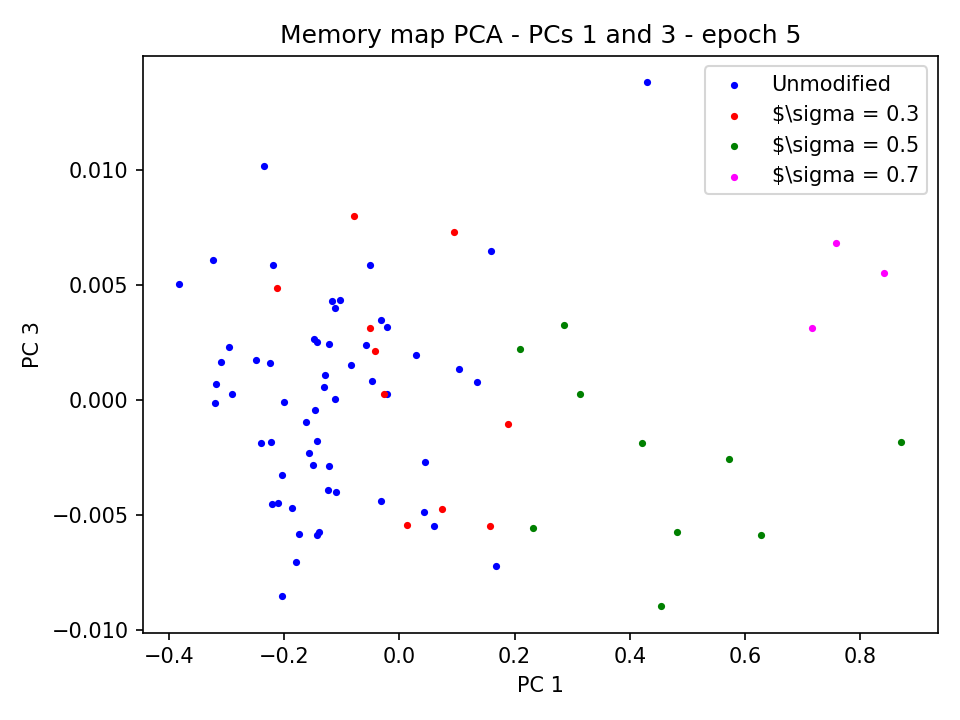 Memory map PCA - PCs 1 and 3 - epoch 5
Unmodified
$\sigma = 0.3
$\sigma = 0.5
$\sigma = 0.7
0.010
0.005
0.000
−0.005
−0.010
PC 3
−0.4 −0.2 0.0 0.2 0.4 0.6 0.8
PC 1